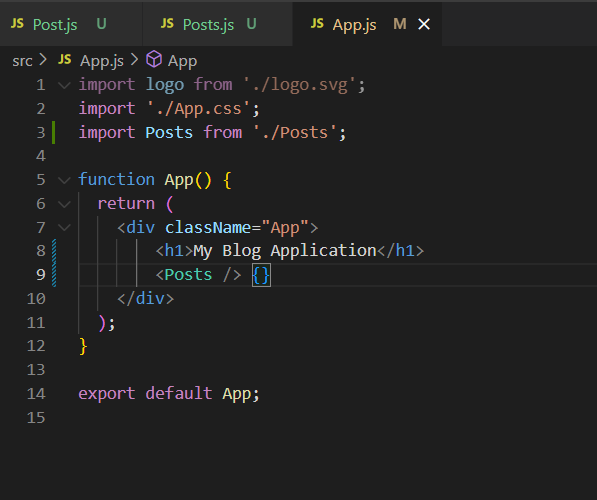 JS Post.js U JS Posts.js U JS App.js M ×
src > JS App.js > App
1 import logo from './logo.svg';
2 import './App.css';
3 import Posts from './Posts';
4
5 function App() {
6 return (
7 <div className="App">
8 <h1>My Blog Application</h1>
9 <Posts /> {}
10 </div>
11 );
12 }
13
14 export default App;
15